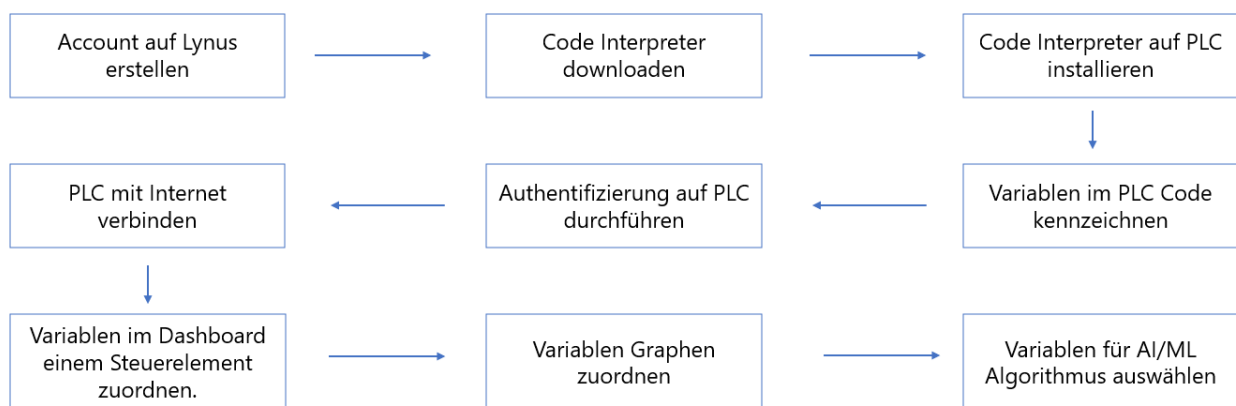 Account auf Lynus
erstellen
Code Interpreter
downloaden
Code Interpreter auf PLC
installieren
Variablen im PLC Code
kennzeichnen
Authentifizierung auf PLC
durchführen
PLC mit Internet
verbinden
Variablen im Dashboard
einem Steuerelement
zuordnen.
Variablen Graphen
zuordnen
Variablen für AI/ML
Algorithmus auswählen